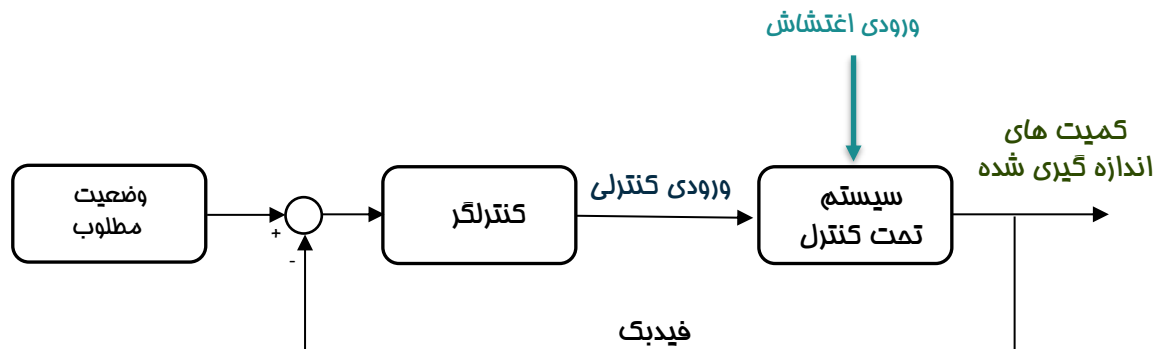 ورودی اغتشاش
کمیت های
اندازه گیری شده
وضعیت
مطلوب
+
-
کنترلگر
ورودی کنترلی
سیستم
تحت کنترل
فیدبک